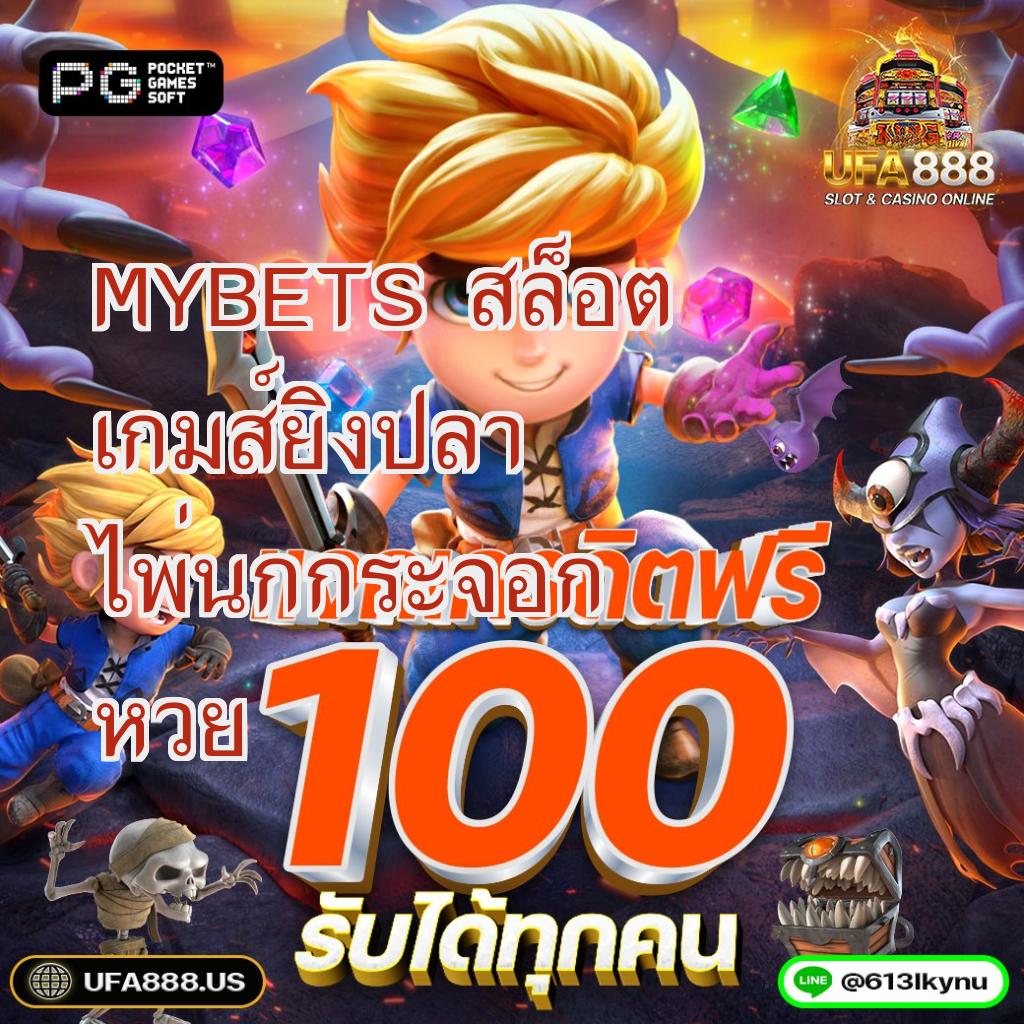 PG POCKET GAMES SOFT™
UFA888
SLOT & CASINO ONLINE
MYBETS สล็อต
เกมส์ยิงปลา
ไพ่นกกระจอก
หวย
100
รับได้ทุกคน
UFA888.US
LINE @613lkynu